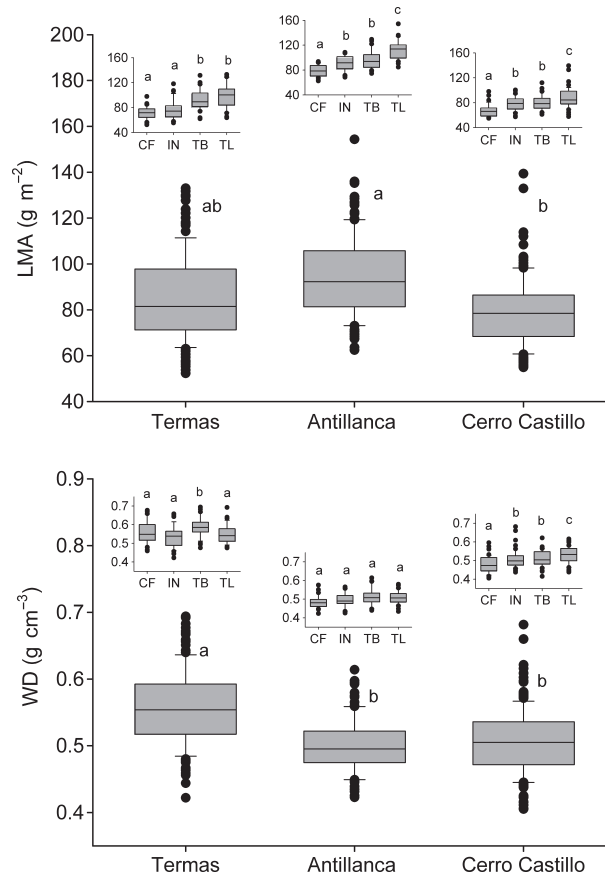 200
180
160
140
120
100
80
60
40
LMA (g m−2)
160
120
80
40
a a b b
CF IN TB TL
160
120
80
40
a b b c
CF IN TB TL
160
120
80
40
a b b c
CF IN TB TL
ab
a
b
Termas Antillanca Cerro Castillo
0.9
0.8
0.7
0.6
0.5
0.4
WD (g cm−3)
0.7
0.6
0.5
0.4
a a b a
CF IN TB TL
0.7
0.6
0.5
0.4
a a a a
CF IN TB TL
0.7
0.6
0.5
0.4
a b b c
CF IN TB TL
a
b
b
Termas Antillanca Cerro Castillo